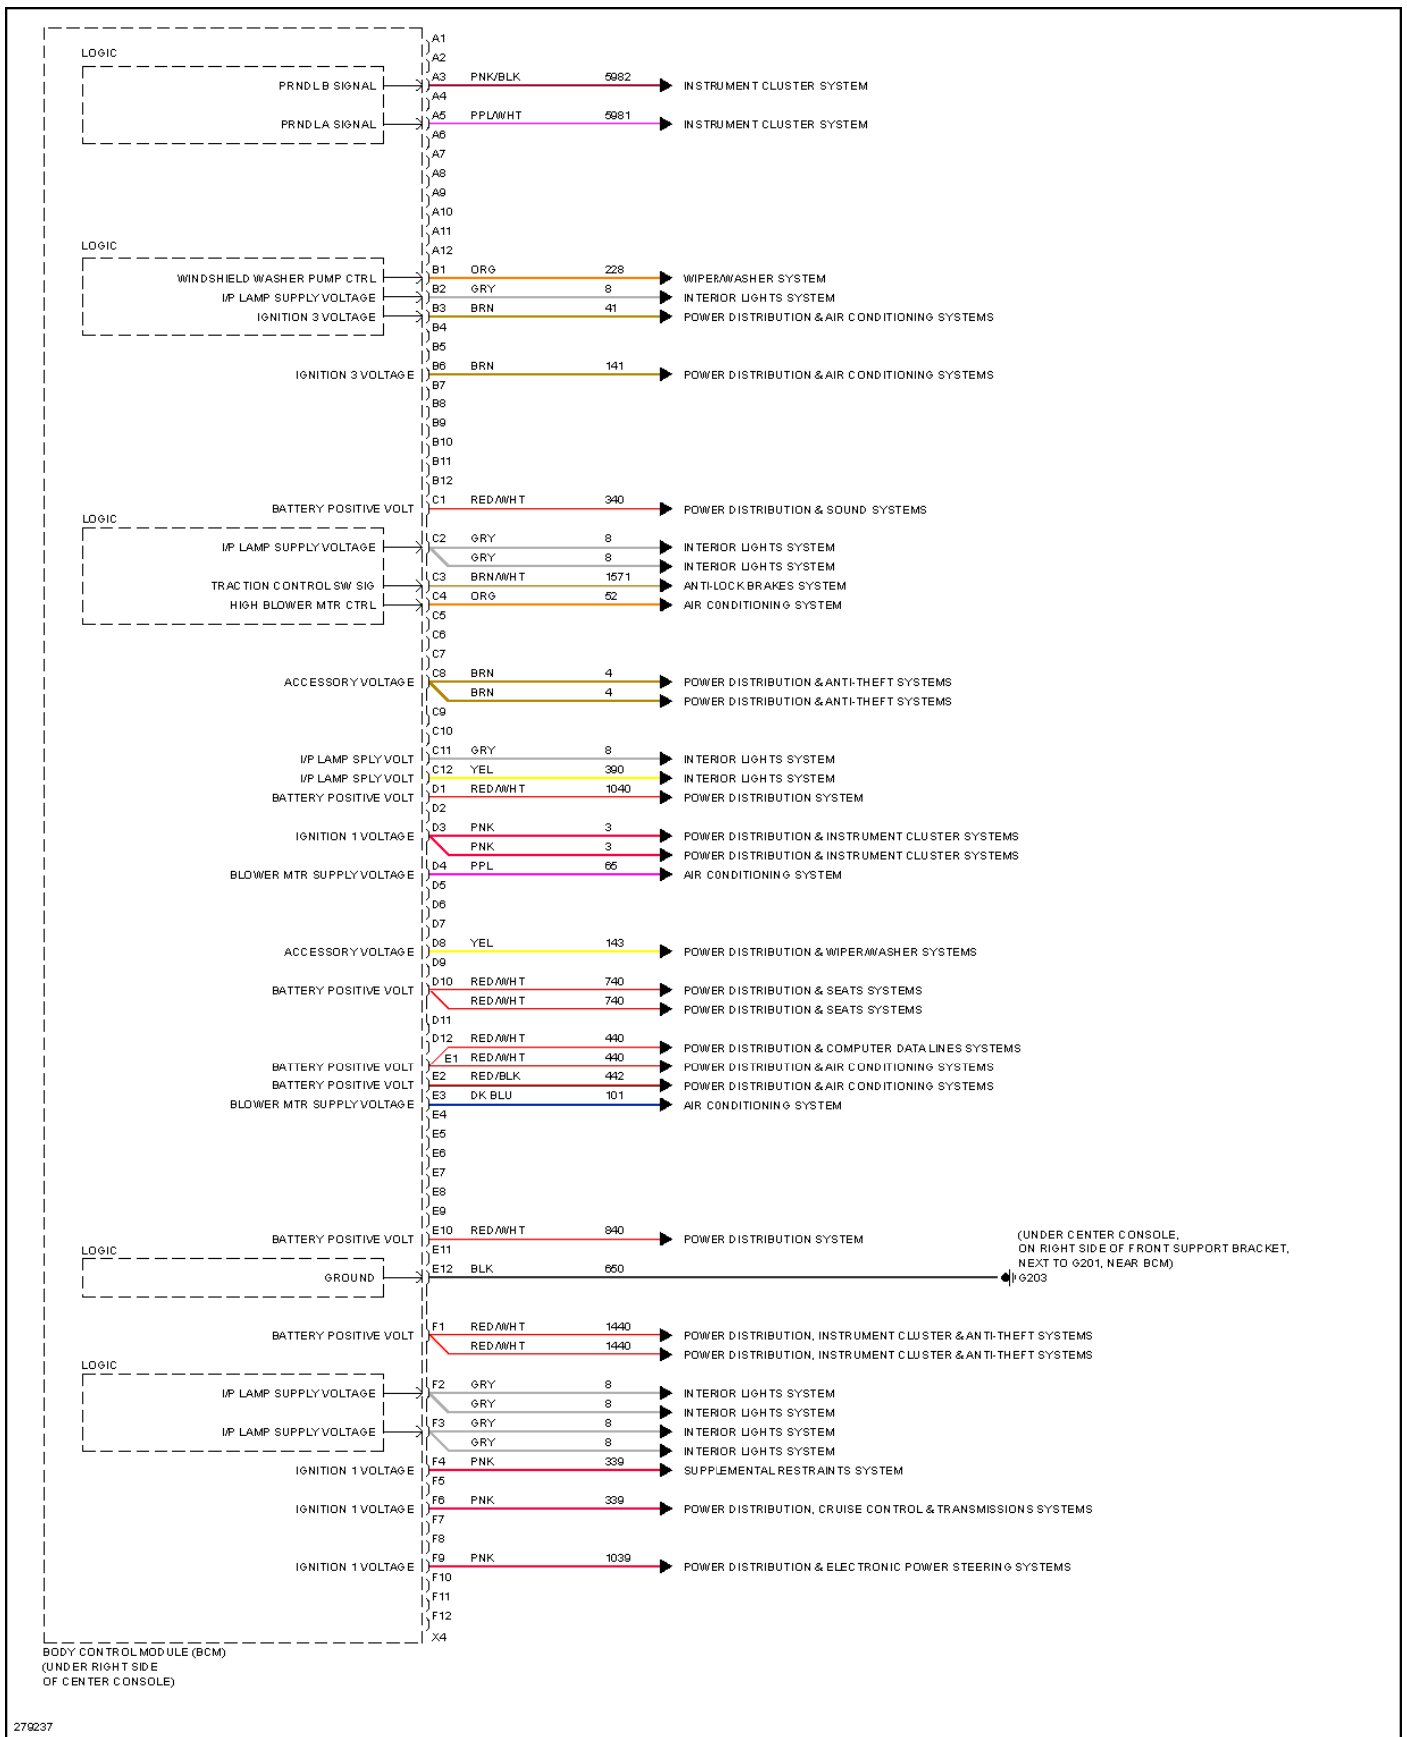 A1
LOGIC
A2
A3 PNK/BLK 5982
PRNDL B SIGNAL INSTRUMENT CLUSTER SYSTEM
A4
A5 PPL/WHT 5981
PRNDL A SIGNAL INSTRUMENT CLUSTER SYSTEM
A6
A7
A8
A9
A10
A11
LOGIC
A12
B1 ORG 228
WINDSHIELD WASHER PUMP CTRL WIPER/WASHER SYSTEM
B2 GRY 8
I/P LAMP SUPPLY VOLTAGE INTERIOR LIGHTS SYSTEM
B3 BRN 41
IGNITION 3 VOLTAGE POWER DISTRIBUTION & AIR CONDITIONING SYSTEMS
B4
B5
B6 BRN 141
IGNITION 3 VOLTAGE POWER DISTRIBUTION & AIR CONDITIONING SYSTEMS
B7
B8
B9
B10
B11
B12
C1 RED/WHT 340
BATTERY POSITIVE VOLT POWER DISTRIBUTION & SOUND SYSTEMS
LOGIC
C2 GRY 8
I/P LAMP SUPPLY VOLTAGE INTERIOR LIGHTS SYSTEM
GRY 8
INTERIOR LIGHTS SYSTEM
C3 BRN/WHT 1571
TRACTION CONTROL SW SIG ANTI-LOCK BRAKES SYSTEM
C4 ORG 52
HIGH BLOWER MTR CTRL AIR CONDITIONING SYSTEM
C5
C6
C7
C8 BRN 4
ACCESSORY VOLTAGE POWER DISTRIBUTION & ANTI-THEFT SYSTEMS
BRN 4
POWER DISTRIBUTION & ANTI-THEFT SYSTEMS
C9
C10
C11 GRY 8
I/P LAMP SPLY VOLT INTERIOR LIGHTS SYSTEM
C12 YEL 390
I/P LAMP SPLY VOLT INTERIOR LIGHTS SYSTEM
D1 RED/WHT 1040
BATTERY POSITIVE VOLT POWER DISTRIBUTION SYSTEM
D2
D3 PNK 3
IGNITION 1 VOLTAGE POWER DISTRIBUTION & INSTRUMENT CLUSTER SYSTEMS
PNK 3
POWER DISTRIBUTION & INSTRUMENT CLUSTER SYSTEMS
D4 PPL 65
BLOWER MTR SUPPLY VOLTAGE AIR CONDITIONING SYSTEM
D5
D6
D7
D8 YEL 143
ACCESSORY VOLTAGE POWER DISTRIBUTION & WIPER/WASHER SYSTEMS
D9
D10 RED/WHT 740
BATTERY POSITIVE VOLT POWER DISTRIBUTION & SEATS SYSTEMS
RED/WHT 740
POWER DISTRIBUTION & SEATS SYSTEMS
D11
D12 RED/WHT 440
POWER DISTRIBUTION & COMPUTER DATA LINES SYSTEMS
E1 RED/WHT 440
BATTERY POSITIVE VOLT POWER DISTRIBUTION & AIR CONDITIONING SYSTEMS
E2 RED/BLK 442
BATTERY POSITIVE VOLT POWER DISTRIBUTION & AIR CONDITIONING SYSTEMS
E3 DK BLU 101
BLOWER MTR SUPPLY VOLTAGE AIR CONDITIONING SYSTEM
E4
E5
E6
E7
E8
E9
E10 RED/WHT 840
BATTERY POSITIVE VOLT POWER DISTRIBUTION SYSTEM
(UNDER CENTER CONSOLE,
ON RIGHT SIDE OF FRONT SUPPORT BRACKET,
NEXT TO G201, NEAR BCM)
LOGIC
E11
E12 BLK 650
GROUND G203
F1 RED/WHT 1440
BATTERY POSITIVE VOLT POWER DISTRIBUTION, INSTRUMENT CLUSTER & ANTI-THEFT SYSTEMS
RED/WHT 1440
POWER DISTRIBUTION, INSTRUMENT CLUSTER & ANTI-THEFT SYSTEMS
LOGIC
F2 GRY 8
I/P LAMP SUPPLY VOLTAGE INTERIOR LIGHTS SYSTEM
GRY 8
INTERIOR LIGHTS SYSTEM
F3 GRY 8
I/P LAMP SUPPLY VOLTAGE INTERIOR LIGHTS SYSTEM
GRY 8
INTERIOR LIGHTS SYSTEM
F4 PNK 339
IGNITION 1 VOLTAGE SUPPLEMENTAL RESTRAINTS SYSTEM
F5
F6 PNK 339
IGNITION 1 VOLTAGE POWER DISTRIBUTION, CRUISE CONTROL & TRANSMISSIONS SYSTEMS
F7
F8
F9 PNK 1039
IGNITION 1 VOLTAGE POWER DISTRIBUTION & ELECTRONIC POWER STEERING SYSTEMS
F10
F11
F12
X4
BODY CONTROL MODULE (BCM)
(UNDER RIGHT SIDE
OF CENTER CONSOLE)
279237